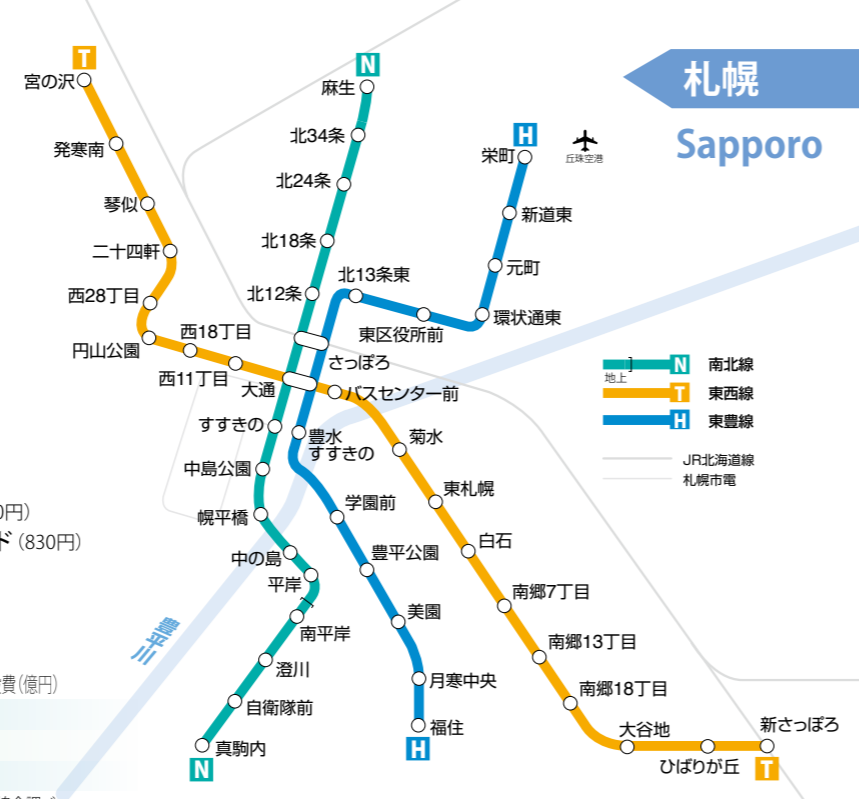 札幌
Sapporo
T
宮の沢
発寒南
琴似
二十四軒
西28丁目
円山公園
西18丁目
西11丁目
大通
バスセンター前
菊水
東札幌
白石
南郷7丁目
南郷13丁目
南郷18丁目
大谷地
ひばりが丘
新さっぽろ
T
N
麻生
北34条
北24条
北18条
北12条
さっぽろ
すすきの
中島公園
幌平橋
中の島
平岸
南平岸
澄川
自衛隊前
真駒内
N
H
栄町
丘珠空港
新道東
元町
環状通東
東区役所前
北13条東
豊水
すすきの
学園前
豊平公園
美園
月寒中央
福住
H
豊平川
地上
N 南北線
T 東西線
H 東豊線
JR北海道線
札幌市電
0円)
ド (830円)
費(億円)